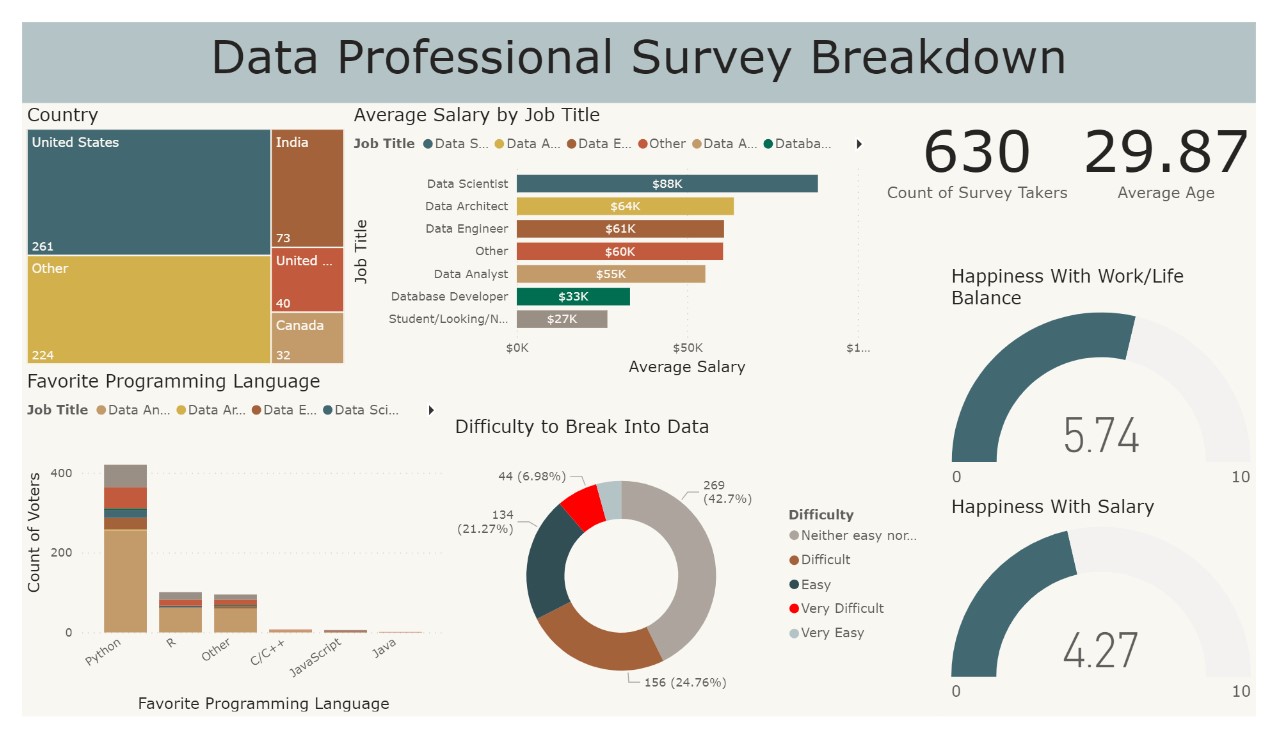 Data Professional Survey Breakdown
Country
United States
261
Other
224
India
73
United ...
40
Canada
32
Average Salary by Job Title
Job Title Data S... Data A... Data E... Other Data A... Databa...
Job Title
Data Scientist $88K
Data Architect $64K
Data Engineer $61K
Other $60K
Data Analyst $55K
Database Developer $33K
Student/Looking/N... $27K
$0K $50K $1...
Average Salary
630
Count of Survey Takers
29.87
Average Age
Happiness With Work/Life
Balance
5.74
0 10
Happiness With Salary
4.27
0 10
Favorite Programming Language
Job Title Data An... Data Ar... Data E... Data Sci...
Count of Voters
400
200
0
Python R Other C/C++ JavaScript Java
Favorite Programming Language
Difficulty to Break Into Data
44 (6.98%)
269
(42.7%)
134
(21.27%)
156 (24.76%)
Difficulty
Neither easy nor...
Difficult
Easy
Very Difficult
Very Easy